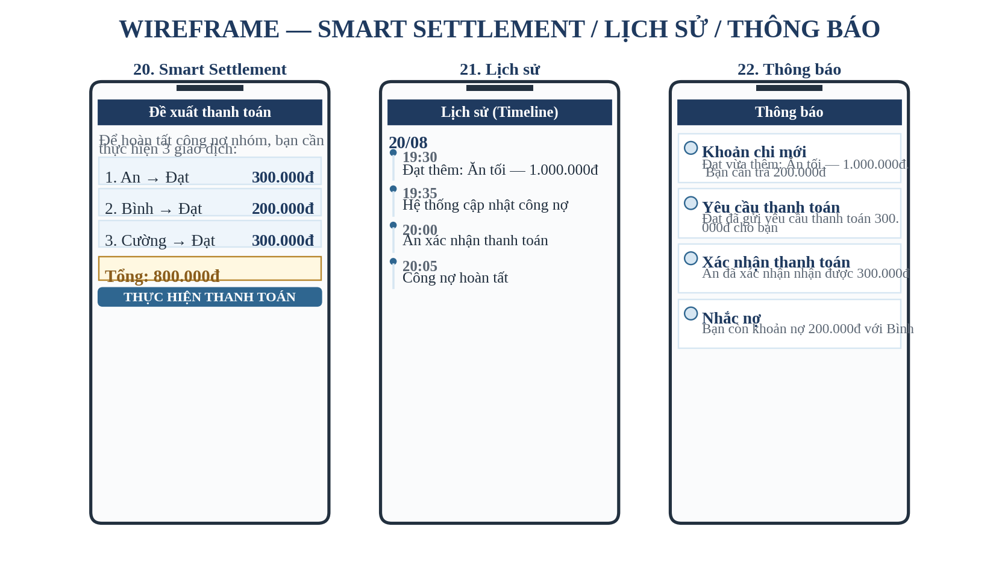 WIREFRAME — SMART SETTLEMENT / LỊCH SỬ / THÔNG BÁO
20. Smart Settlement
Đề xuất thanh toán
Để hoàn tất công nợ nhóm, bạn cần
thực hiện 3 giao dịch:
1. An → Đạt 300.000đ
2. Bình → Đạt 200.000đ
3. Cường → Đạt 300.000đ
Tổng: 800.000đ
THỰC HIỆN THANH TOÁN
21. Lịch sử
Lịch sử (Timeline)
20/08
19:30
Đạt thêm: Ăn tối — 1.000.000đ
19:35
Hệ thống cập nhật công nợ
20:00
An xác nhận thanh toán
20:05
Công nợ hoàn tất
22. Thông báo
Thông báo
Khoản chi mới
Đạt vừa thêm: Ăn tối — 1.000.000đ.
Bạn cần trả 200.000đ
Yêu cầu thanh toán
Đạt đã gửi yêu cầu thanh toán 300.
000đ cho bạn
Xác nhận thanh toán
An đã xác nhận nhận được 300.000đ
Nhắc nợ
Bạn còn khoản nợ 200.000đ với Bình